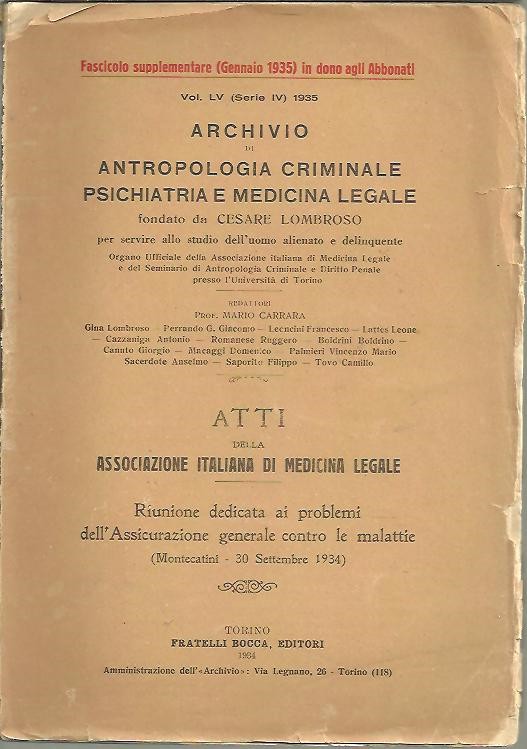 Fascicolo supplementare (Gennaio 1935) in dono agli Abbonati
Vol. LV (Serie IV) 1935
ARCHIVIO
DI
ANTROPOLOGIA CRIMINALE
PSICHIATRIA E MEDICINA LEGALE
fondato da CESARE LOMBROSO
per servire allo studio dell'uomo alienato e delinquente
Organo Ufficiale della Associazione italiana di Medicina Legale
e del Seminario di Antropologia Criminale e Diritto Penale
presso l'Università di Torino
REDATTORI
PROF. MARIO CARRARA
Gina Lombroso — Ferrando G. Giacomo — Leoncini Francesco — Lattes Leone
— Cazzaniga Antonio — Romanese Ruggero — Boldrini Boldrino —
Canuto Giorgio — Macaggi Domenico — Palmieri Vincenzo Mario
Sacerdote Anselmo — Saporito Filippo — Tovo Camillo
ATTI
DELLA
ASSOCIAZIONE ITALIANA DI MEDICINA LEGALE
Riunione dedicata ai problemi
dell'Assicurazione generale contro le malattie
(Montecatini - 30 Settembre 1934)
TORINO
FRATELLI BOCCA, EDITORI
1934
Amministrazione dell'«Archivio»: Via Legnano, 26 - Torino (118)